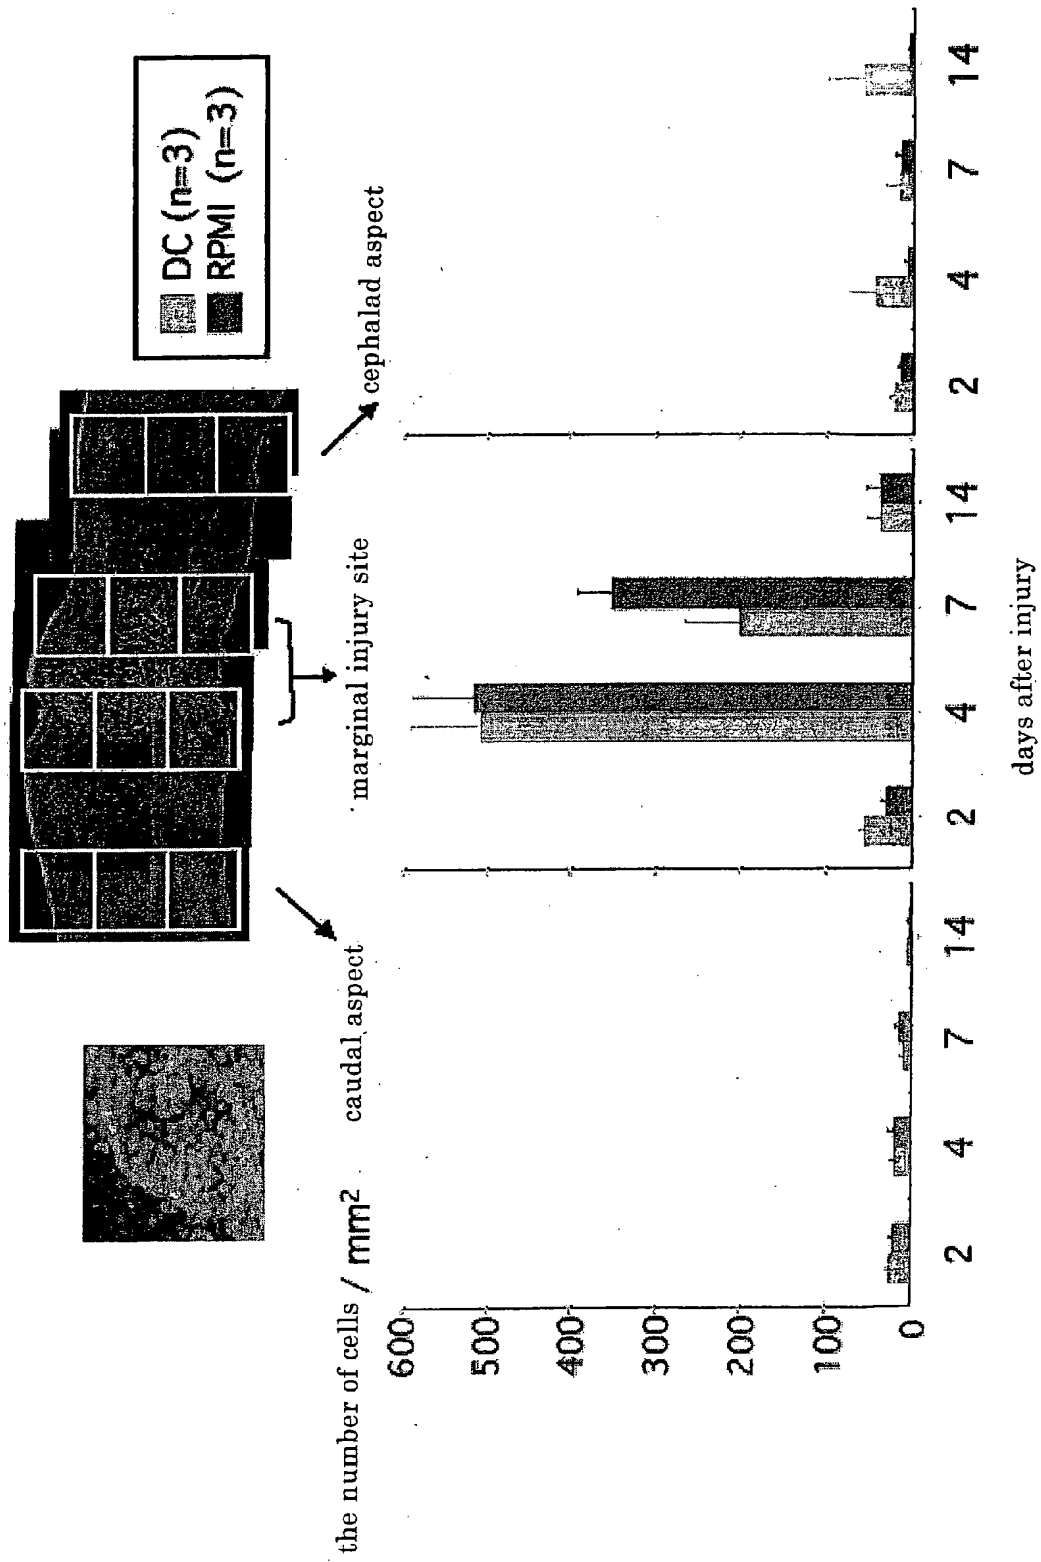 DC (n=3)
RPMI (n=3)
the number of cells / mm²
caudal aspect
marginal injury site
cephalad aspect
600
500
400
300
200
100
0
2 4 7 14
2 4 7 14
2 4 7 14
days after injury